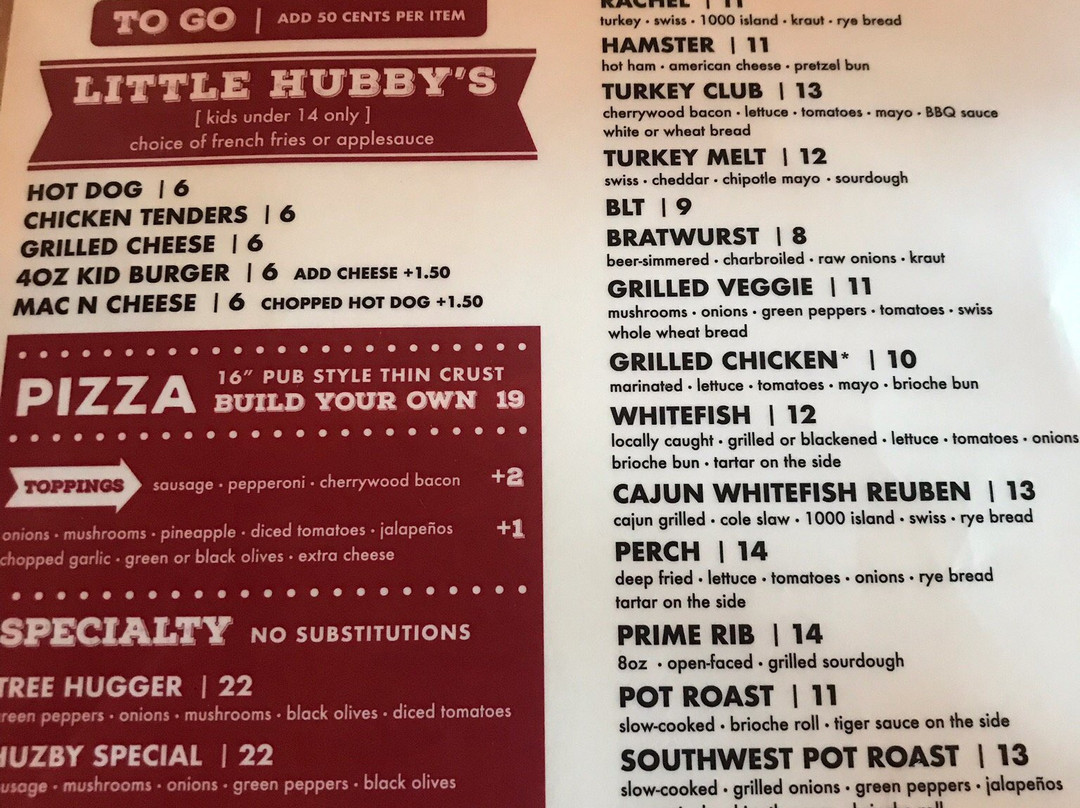 TO GO | ADD 50 CENTS PER ITEM
LITTLE HUBBY'S
[ kids under 14 only ]
choice of french fries or applesauce
HOT DOG | 6
CHICKEN TENDERS | 6
GRILLED CHEESE | 6
4OZ KID BURGER | 6 ADD CHEESE +1.50
MAC N CHEESE | 6 CHOPPED HOT DOG +1.50
PIZZA
16" PUB STYLE THIN CRUST
BUILD YOUR OWN 19
TOPPINGS sausage • pepperoni • cherrywood bacon +2
onions • mushrooms • pineapple • diced tomatoes • jalapeños +1
chopped garlic • green or black olives • extra cheese
SPECIALTY NO SUBSTITUTIONS
TREE HUGGER | 22
reen peppers • onions • mushrooms • black olives • diced tomatoes
HUZBY SPECIAL | 22
usage • mushrooms • onions • green peppers • black olives
RACHEL | 11
turkey • swiss • 1000 island • kraut • rye bread
HAMSTER | 11
hot ham • american cheese • pretzel bun
TURKEY CLUB | 13
cherrywood bacon • lettuce • tomatoes • mayo • BBQ sauce
white or wheat bread
TURKEY MELT | 12
swiss • cheddar • chipotle mayo • sourdough
BLT | 9
BRATWURST | 8
beer-simmered • charbroiled • raw onions • kraut
GRILLED VEGGIE | 11
mushrooms • onions • green peppers • tomatoes • swiss
whole wheat bread
GRILLED CHICKEN* | 10
marinated • lettuce • tomatoes • mayo • brioche bun
WHITEFISH | 12
locally caught • grilled or blackened • lettuce • tomatoes • onions
brioche bun • tartar on the side
CAJUN WHITEFISH REUBEN | 13
cajun grilled • cole slaw • 1000 island • swiss • rye bread
PERCH | 14
deep fried • lettuce • tomatoes • onions • rye bread
tartar on the side
PRIME RIB | 14
8oz • open-faced • grilled sourdough
POT ROAST | 11
slow-cooked • brioche roll • tiger sauce on the side
SOUTHWEST POT ROAST | 13
slow-cooked • grilled onions • green peppers • jalapeños